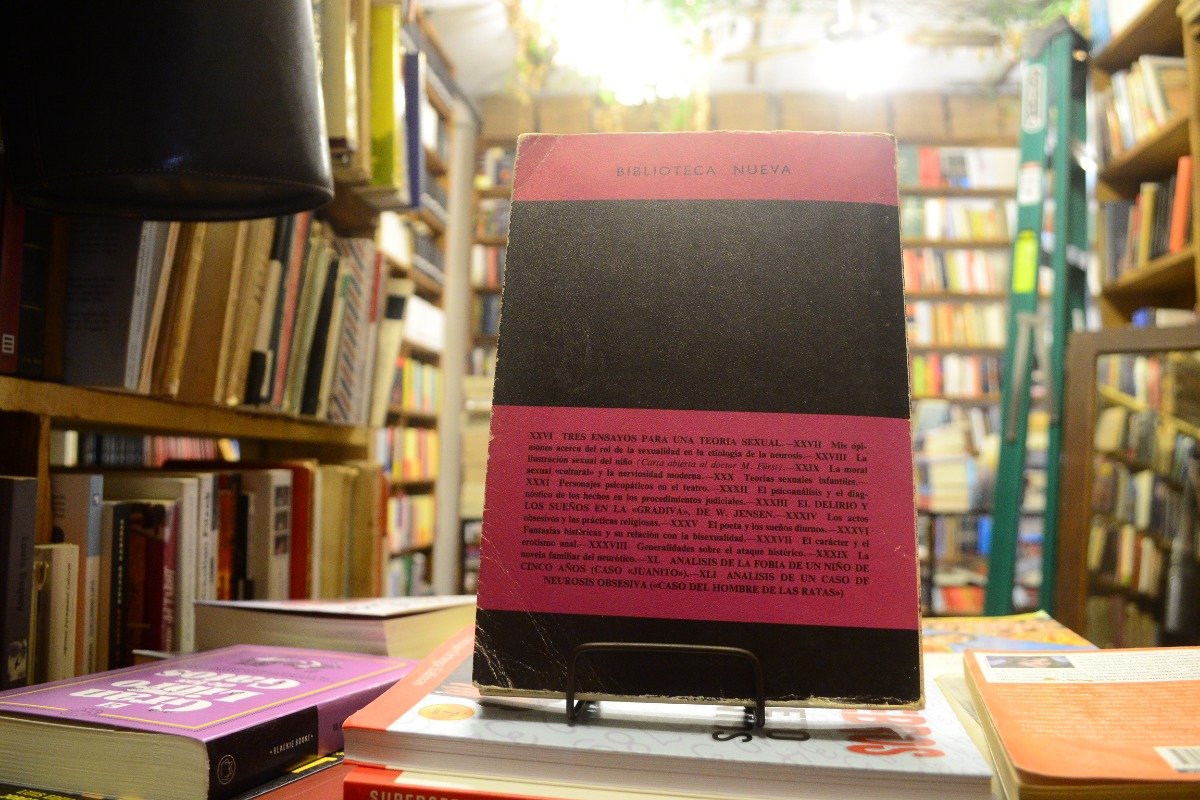 BIBLIOTECA NUEVA
XXVI TRES ENSAYOS PARA UNA TEORIA SEXUAL.—XXVII Mis opi-
niones acerca del rol de la sexualidad en la etiología de la neurosis.—XXVIII La
ilustración sexual del niño (Carta abierta al doctor M. Fürst).—XXIX La moral
sexual «cultural» y la nerviosidad moderna.—XXX Teorías sexuales infantiles.—
XXXI Personajes psicopáticos en el teatro.—XXXII El psicoanálisis y el diag-
nóstico de los hechos en los procedimientos judiciales.—XXXIII EL DELIRIO Y
LOS SUEÑOS EN LA «GRADIVA», DE W. JENSEN.—XXXIV Los actos
obsesivos y las prácticas religiosas.—XXXV El poeta y los sueños diurnos.—XXXVI
Fantasías histéricas y su relación con la bisexualidad.—XXXVII El carácter y el
erotismo anal.—XXXVIII Generalidades sobre el ataque histérico.—XXXIX La
novela familiar del neurótico.—XL ANALISIS DE LA FOBIA DE UN NIÑO DE
CINCO AÑOS (CASO «JUANITO»).—XLI ANALISIS DE UN CASO DE
NEUROSIS OBSESIVA («CASO DEL HOMBRE DE LAS RATAS»)
EL
Gran
Libro
Gatos
BLACKIE BOOKS